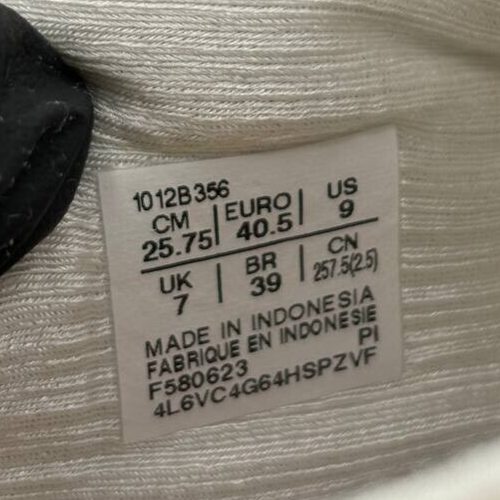 1012B356
CM | EURO | US
25.75 | 40.5 | 9
UK | BR | CN
7 | 39 | 257.5(2.5)
MADE IN INDONESIA
FABRIQUE EN INDONESIE
F580623 PI
4L6VC4G64HSPZVF